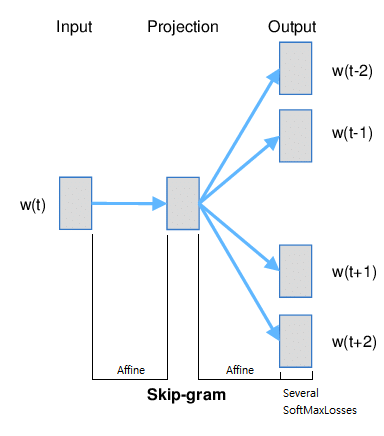 Input Projection Output
w(t-2)
w(t-1)
w(t)
w(t+1)
w(t+2)
Affine Affine
Skip-gram
Several
SoftMaxLosses